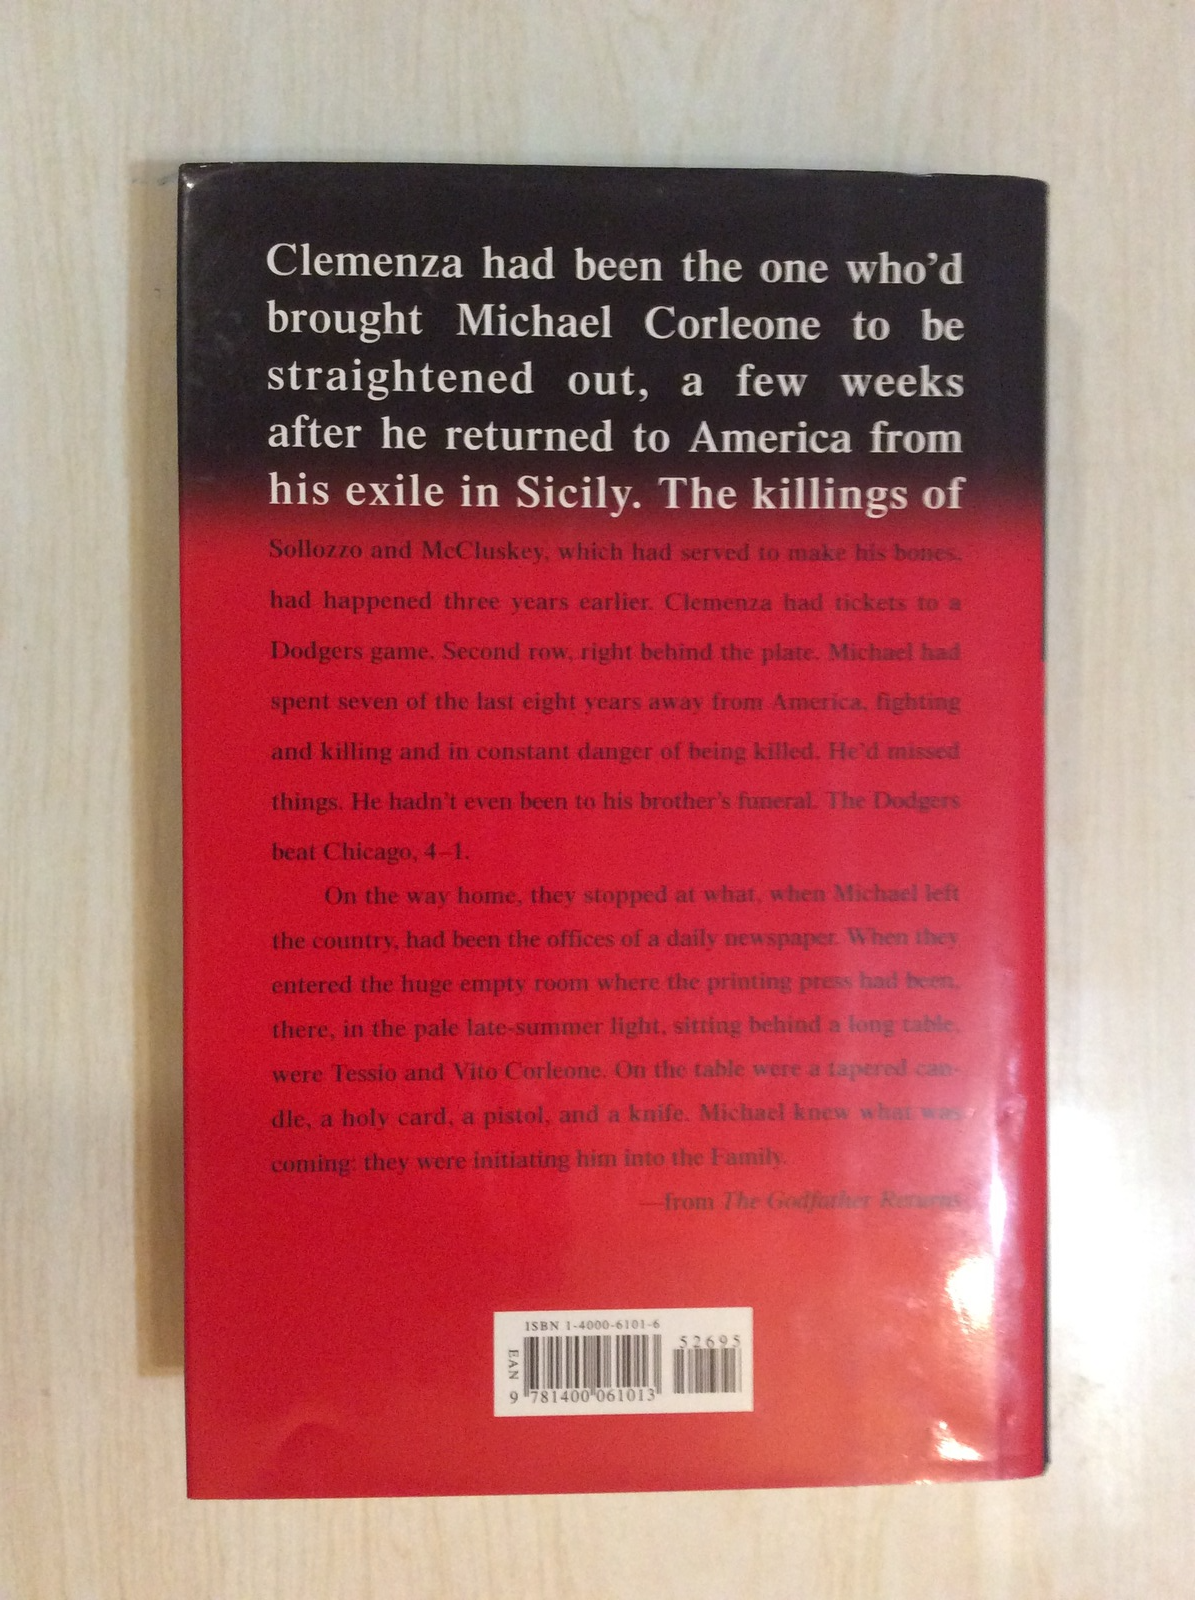 Clemenza had been the one who'd
brought Michael Corleone to be
straightened out, a few weeks
after he returned to America from
his exile in Sicily. The killings of
Sollozzo and McCluskey, which had served to make his bones,
had happened three years earlier. Clemenza had tickets to a
Dodgers game. Second row, right behind the plate. Michael had
spent seven of the last eight years away from America, fighting
and killing and in constant danger of being killed. He'd missed
things. He hadn't even been to his brother's funeral. The Dodgers
beat Chicago, 4–1.
On the way home, they stopped at what, when Michael left
the country, had been the offices of a daily newspaper. When they
entered the huge empty room where the printing press had been,
there, in the pale late-summer light, sitting behind a long table,
were Tessio and Vito Corleone. On the table were a tapered can-
dle, a holy card, a pistol, and a knife. Michael knew what was
coming: they were initiating him into the Family.
—from The Godfather Returns
ISBN 1-4000-6101-6
52695
EAN
9 781400 061013